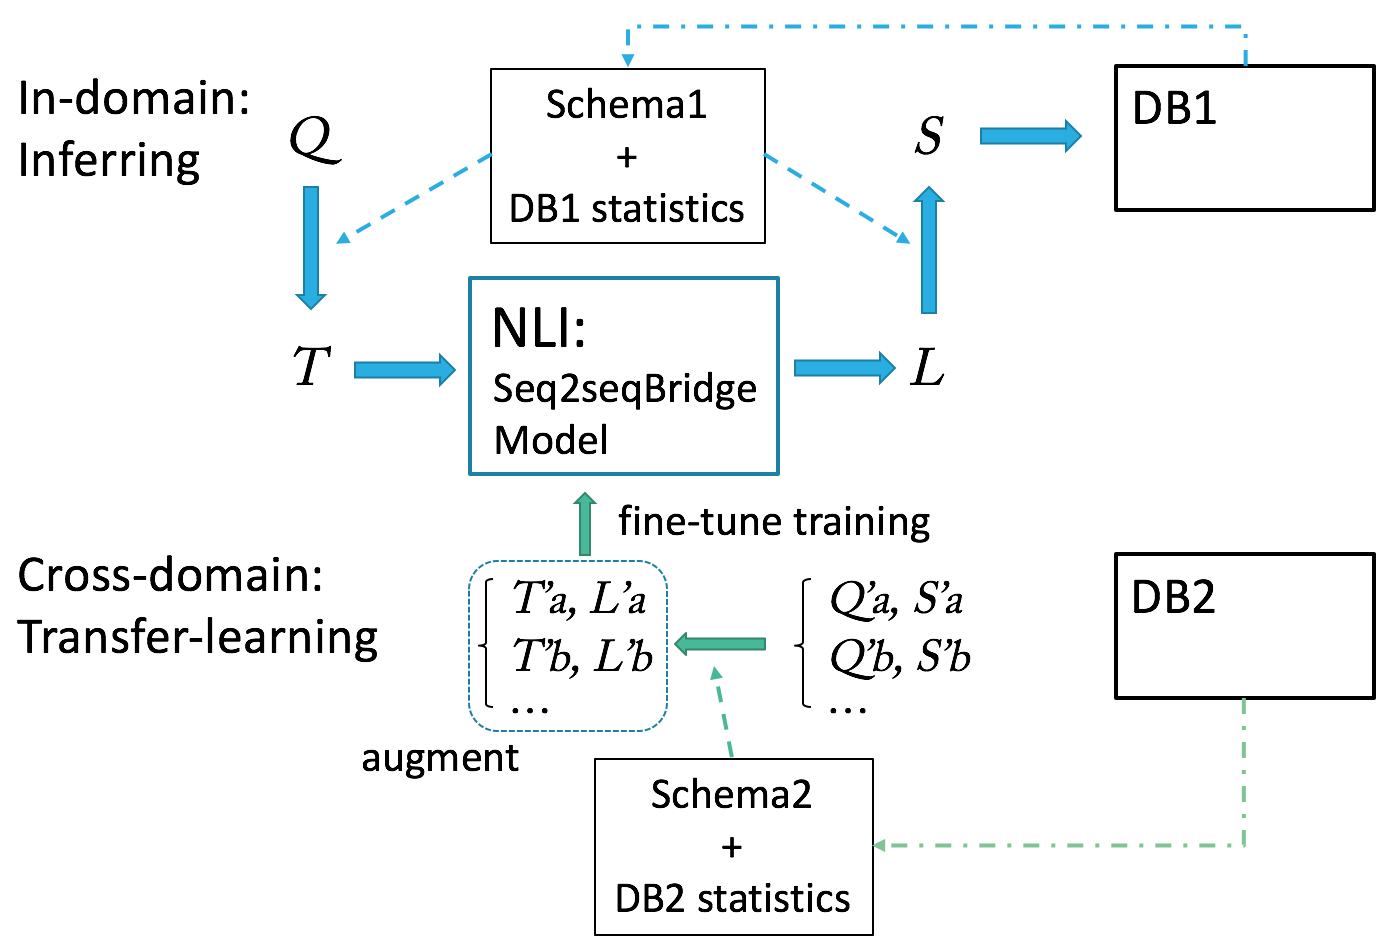 In-domain:
Inferring
Q
Schema1
+
DB1 statistics
S
DB1
T
NLI:
Seq2seqBridge
Model
L
fine-tune training
Cross-domain:
Transfer-learning
T’a, L’a
T’b, L’b
...
augment
Q’a, S’a
Q’b, S’b
...
DB2
Schema2
+
DB2 statistics